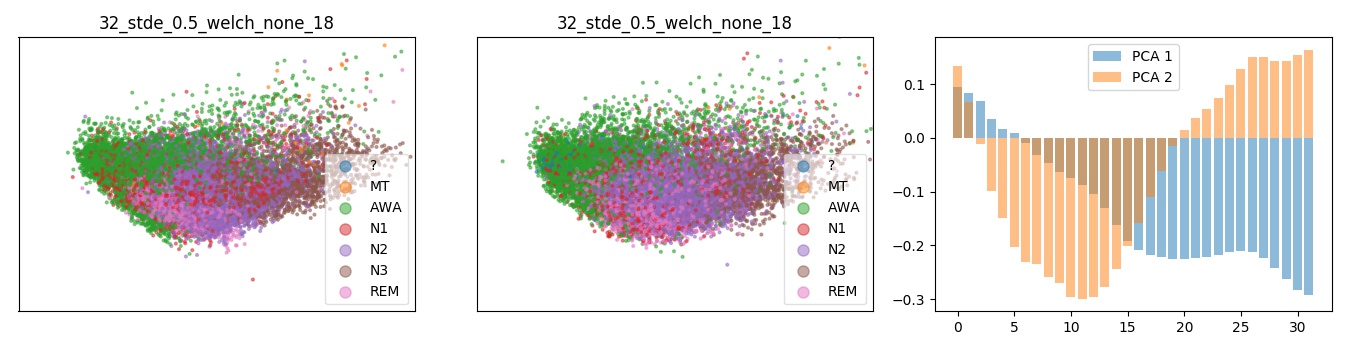 32_stde_0.5_welch_none_18
?
MT
AWA
N1
N2
N3
REM
32_stde_0.5_welch_none_18
?
MT
AWA
N1
N2
N3
REM
PCA 1
PCA 2
0.1
0.0
−0.1
−0.2
−0.3
0 5 10 15 20 25 30